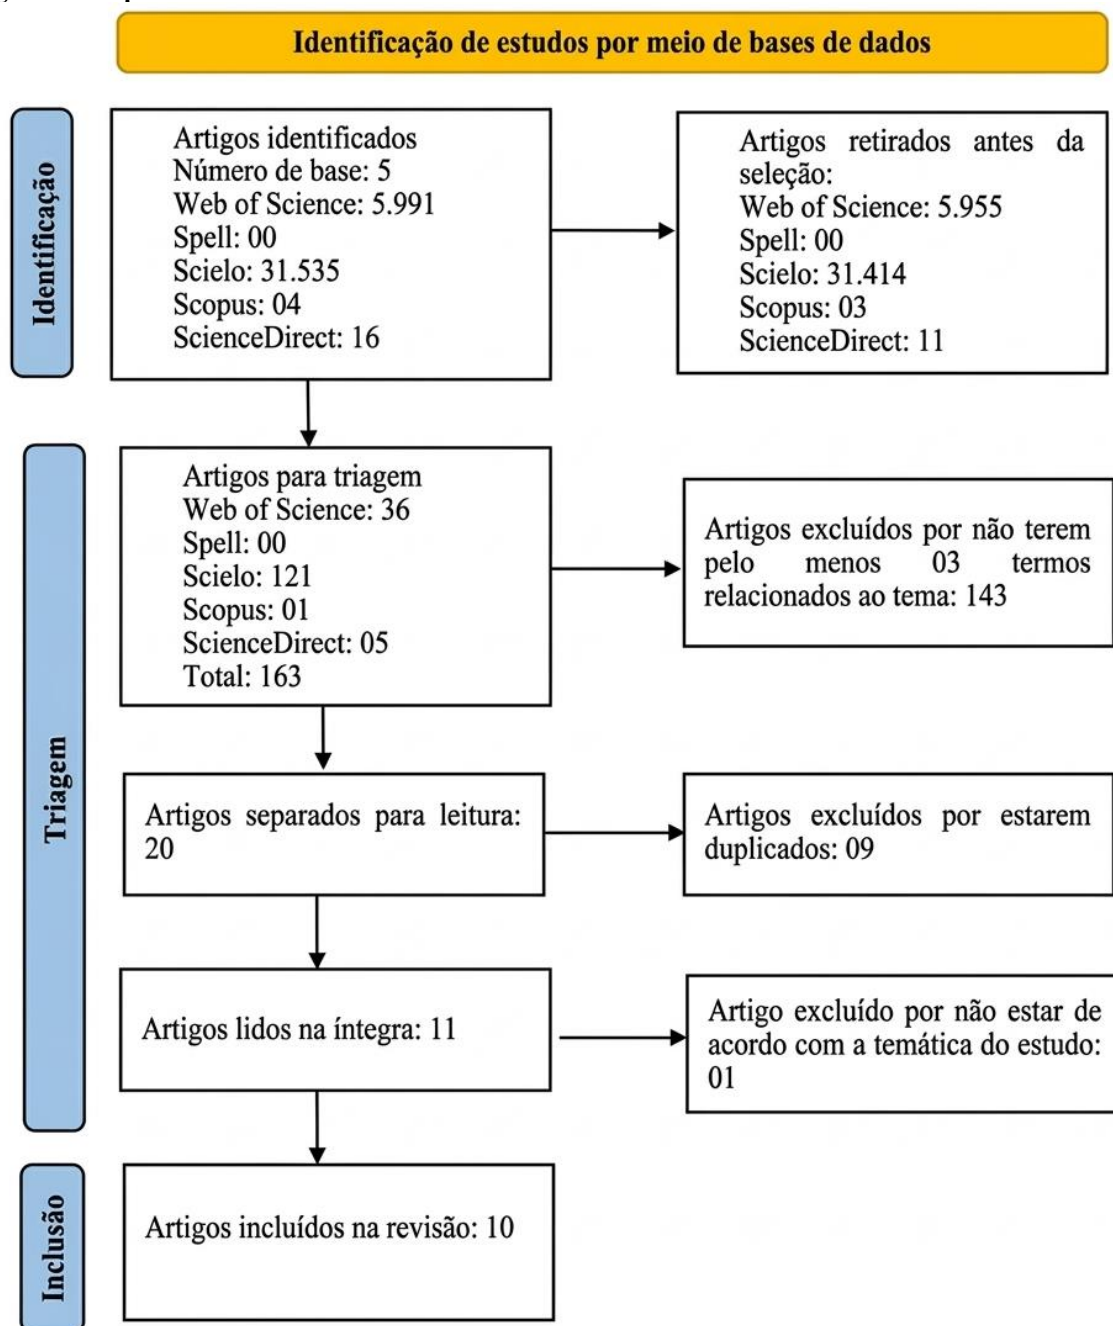 Identificação de estudos por meio de bases de dados
Identificação
Artigos identificados
Número de base: 5
Web of Science: 5.991
Spell: 00
Scielo: 31.535
Scopus: 04
ScienceDirect: 16
Artigos retirados antes da
seleção:
Web of Science: 5.955
Spell: 00
Scielo: 31.414
Scopus: 03
ScienceDirect: 11
Triagem
Artigos para triagem
Web of Science: 36
Spell: 00
Scielo: 121
Scopus: 01
ScienceDirect: 05
Total: 163
Artigos excluídos por não terem
pelo menos 03 termos
relacionados ao tema: 143
Artigos separados para leitura:
20
Artigos excluídos por estarem
duplicados: 09
Artigos lidos na íntegra: 11
Artigo excluído por não estar de
acordo com a temática do estudo:
01
Inclusão
Artigos incluídos na revisão: 10